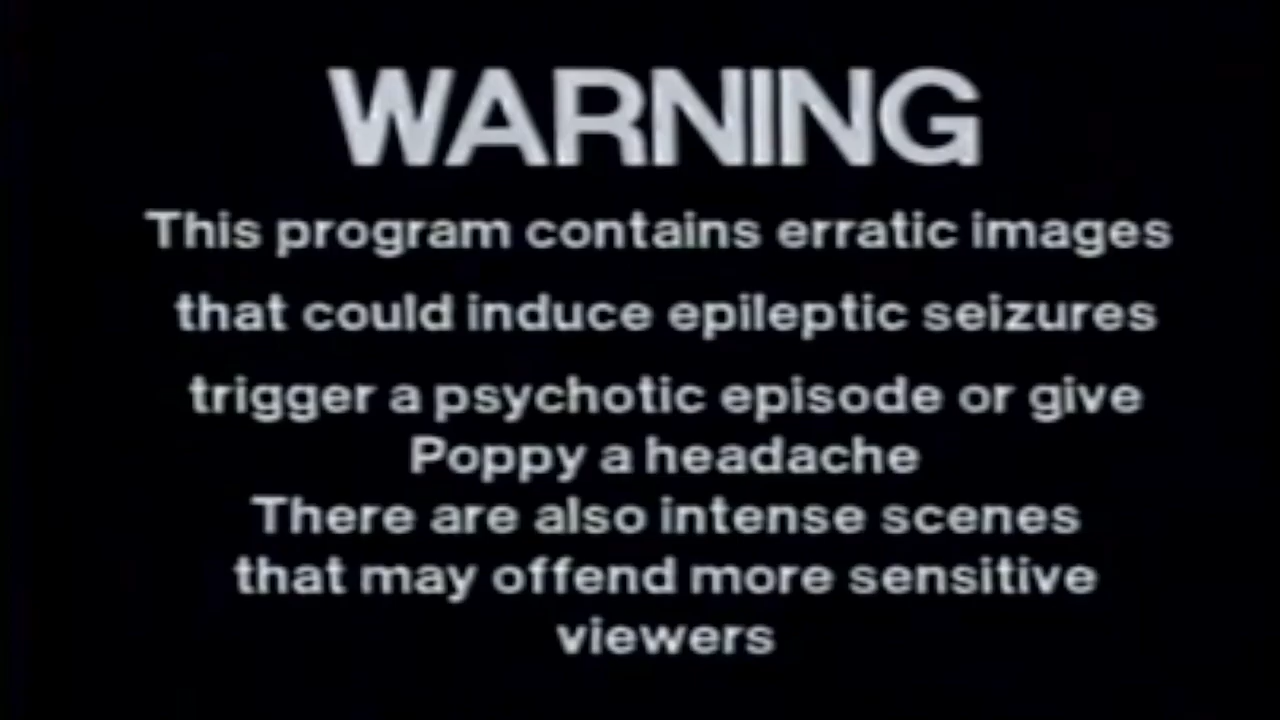 WARNING
This program contains erratic images
that could induce epileptic seizures
trigger a psychotic episode or give
Poppy a headache
There are also intense scenes
that may offend more sensitive
viewers